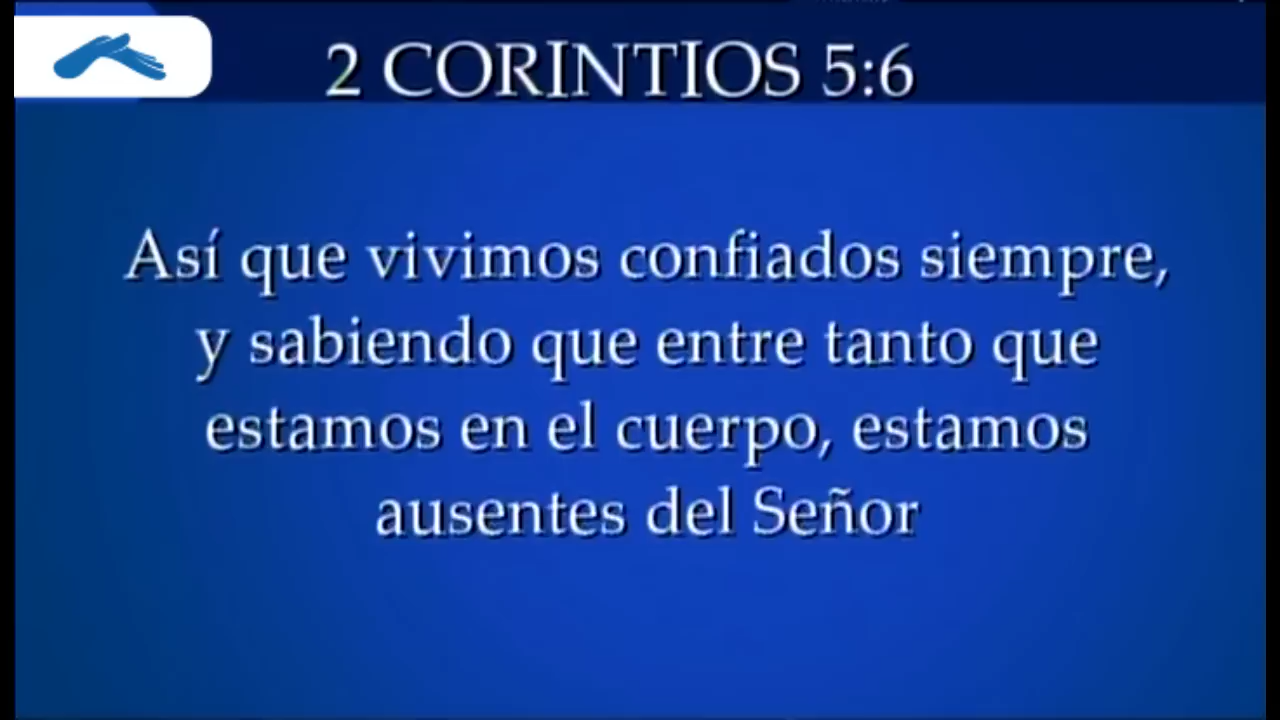 2 CORINTIOS 5:6
Así que vivimos confiados siempre,
y sabiendo que entre tanto que
estamos en el cuerpo, estamos
ausentes del Señor